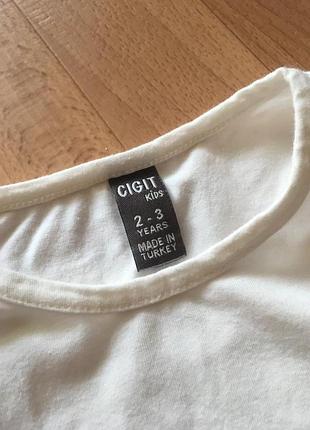 CIGIT
KiDS
2 - 3
YEARS
MADE IN
TURKEY